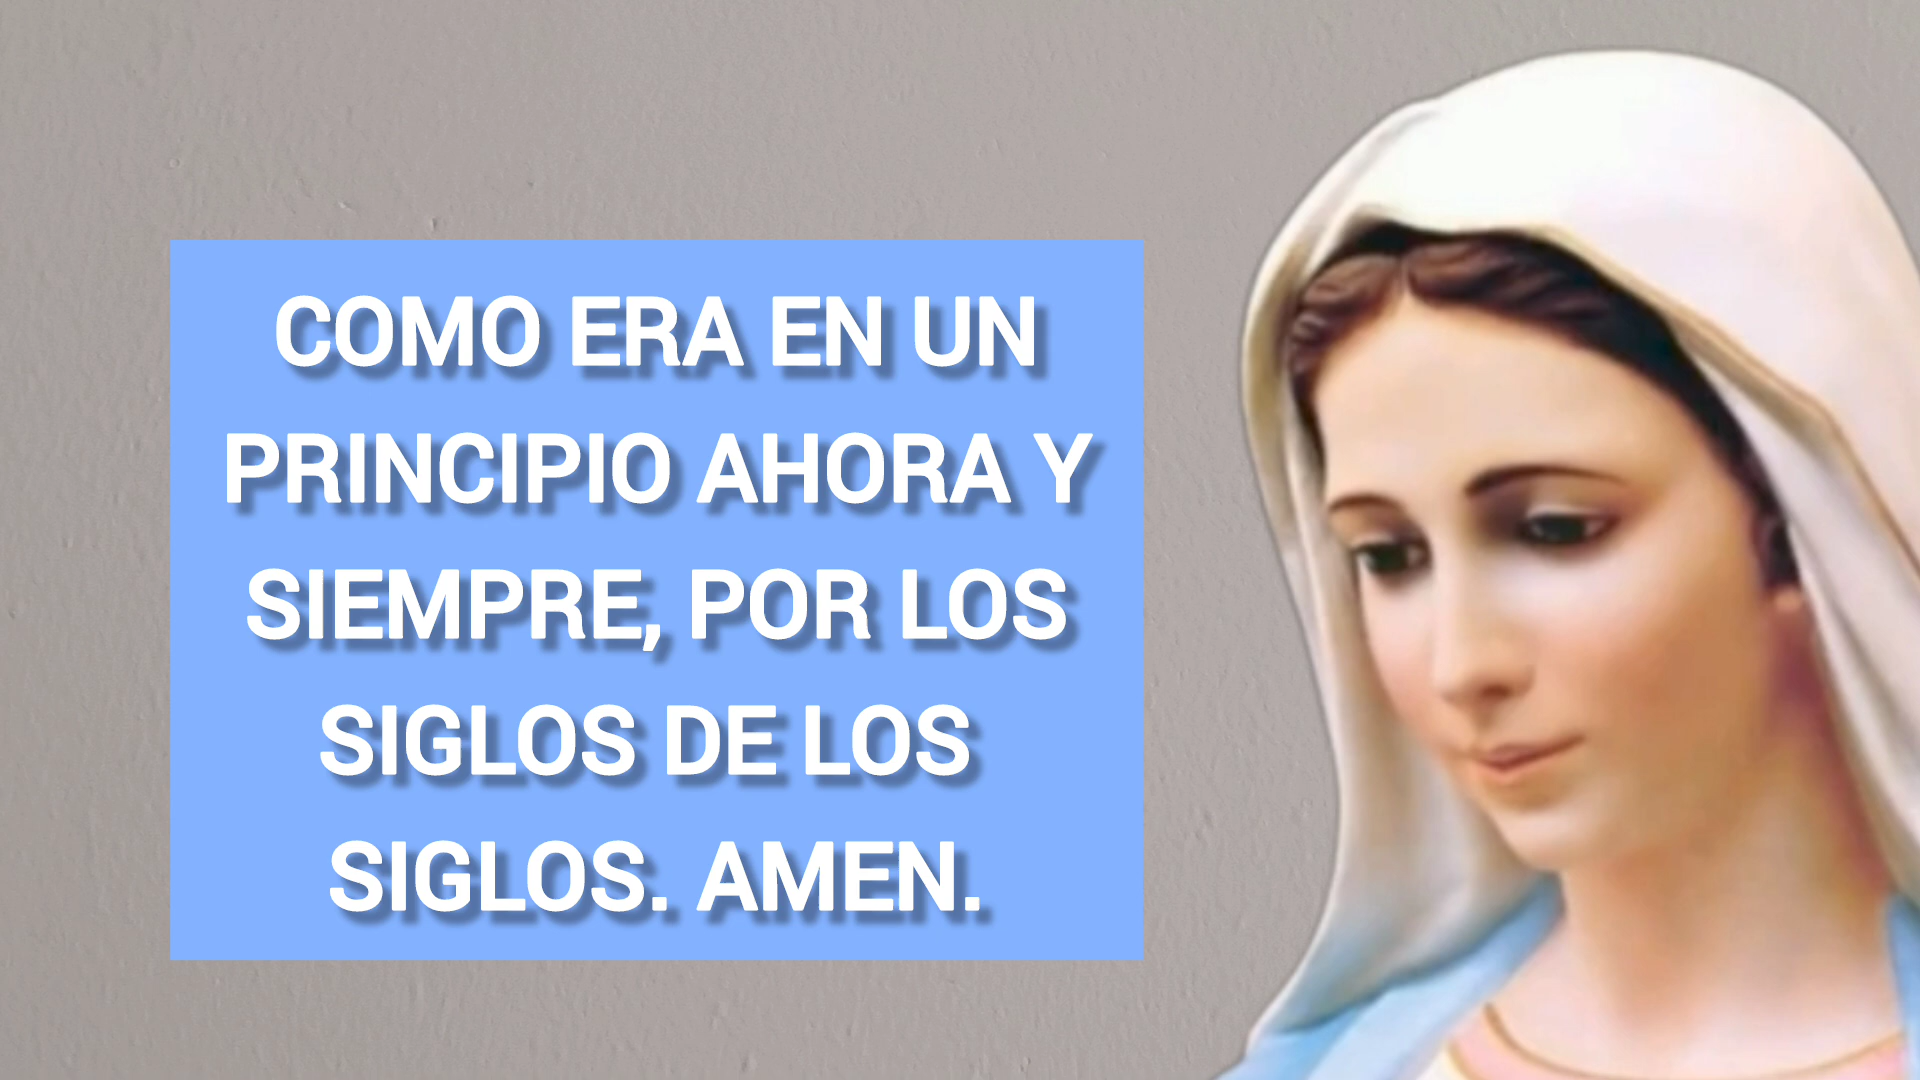 COMO ERA EN UN
PRINCIPIO AHORA Y
SIEMPRE, POR LOS
SIGLOS DE LOS
SIGLOS. AMEN.